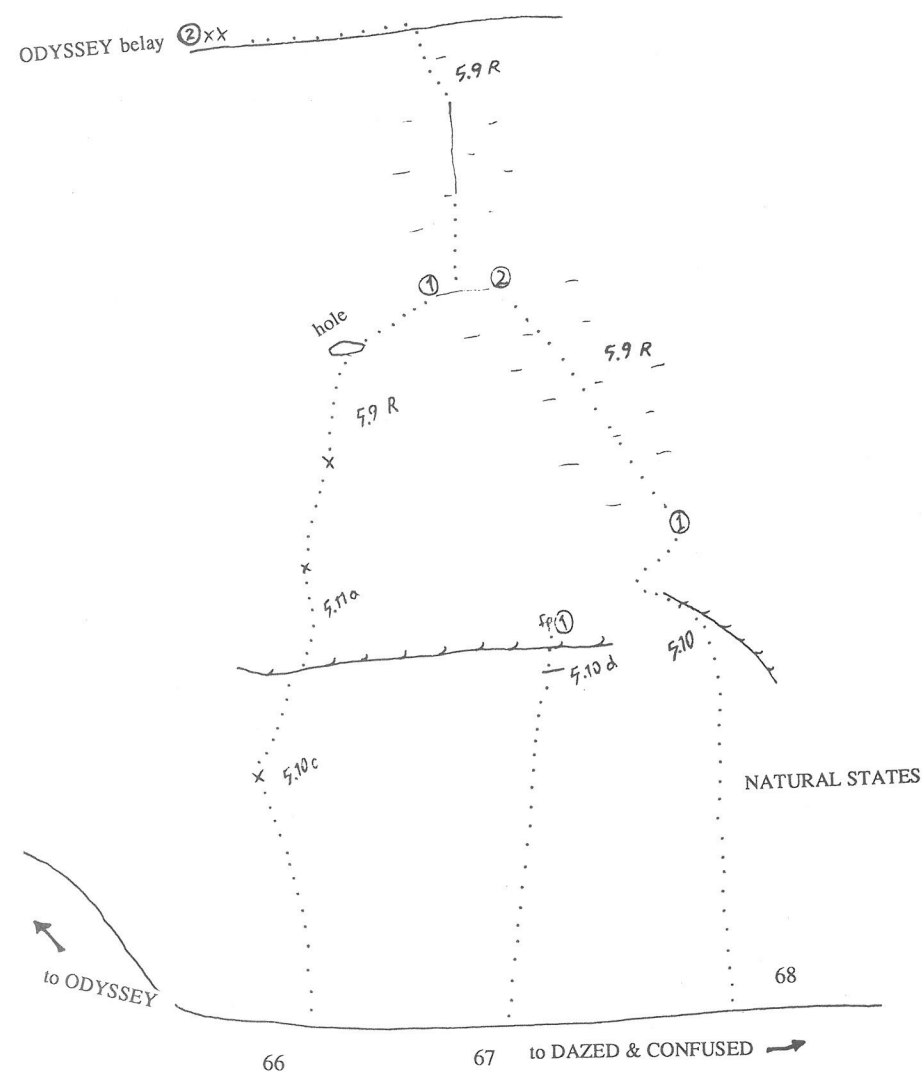 ODYSSEY belay ② xx
5.9 R
① ②
hole
5.9 R
5.9 R
①
5.11a
fp ①
5.10 d
5.10
5.10c
NATURAL STATES
68
to ODYSSEY
66
67
to DAZED & CONFUSED